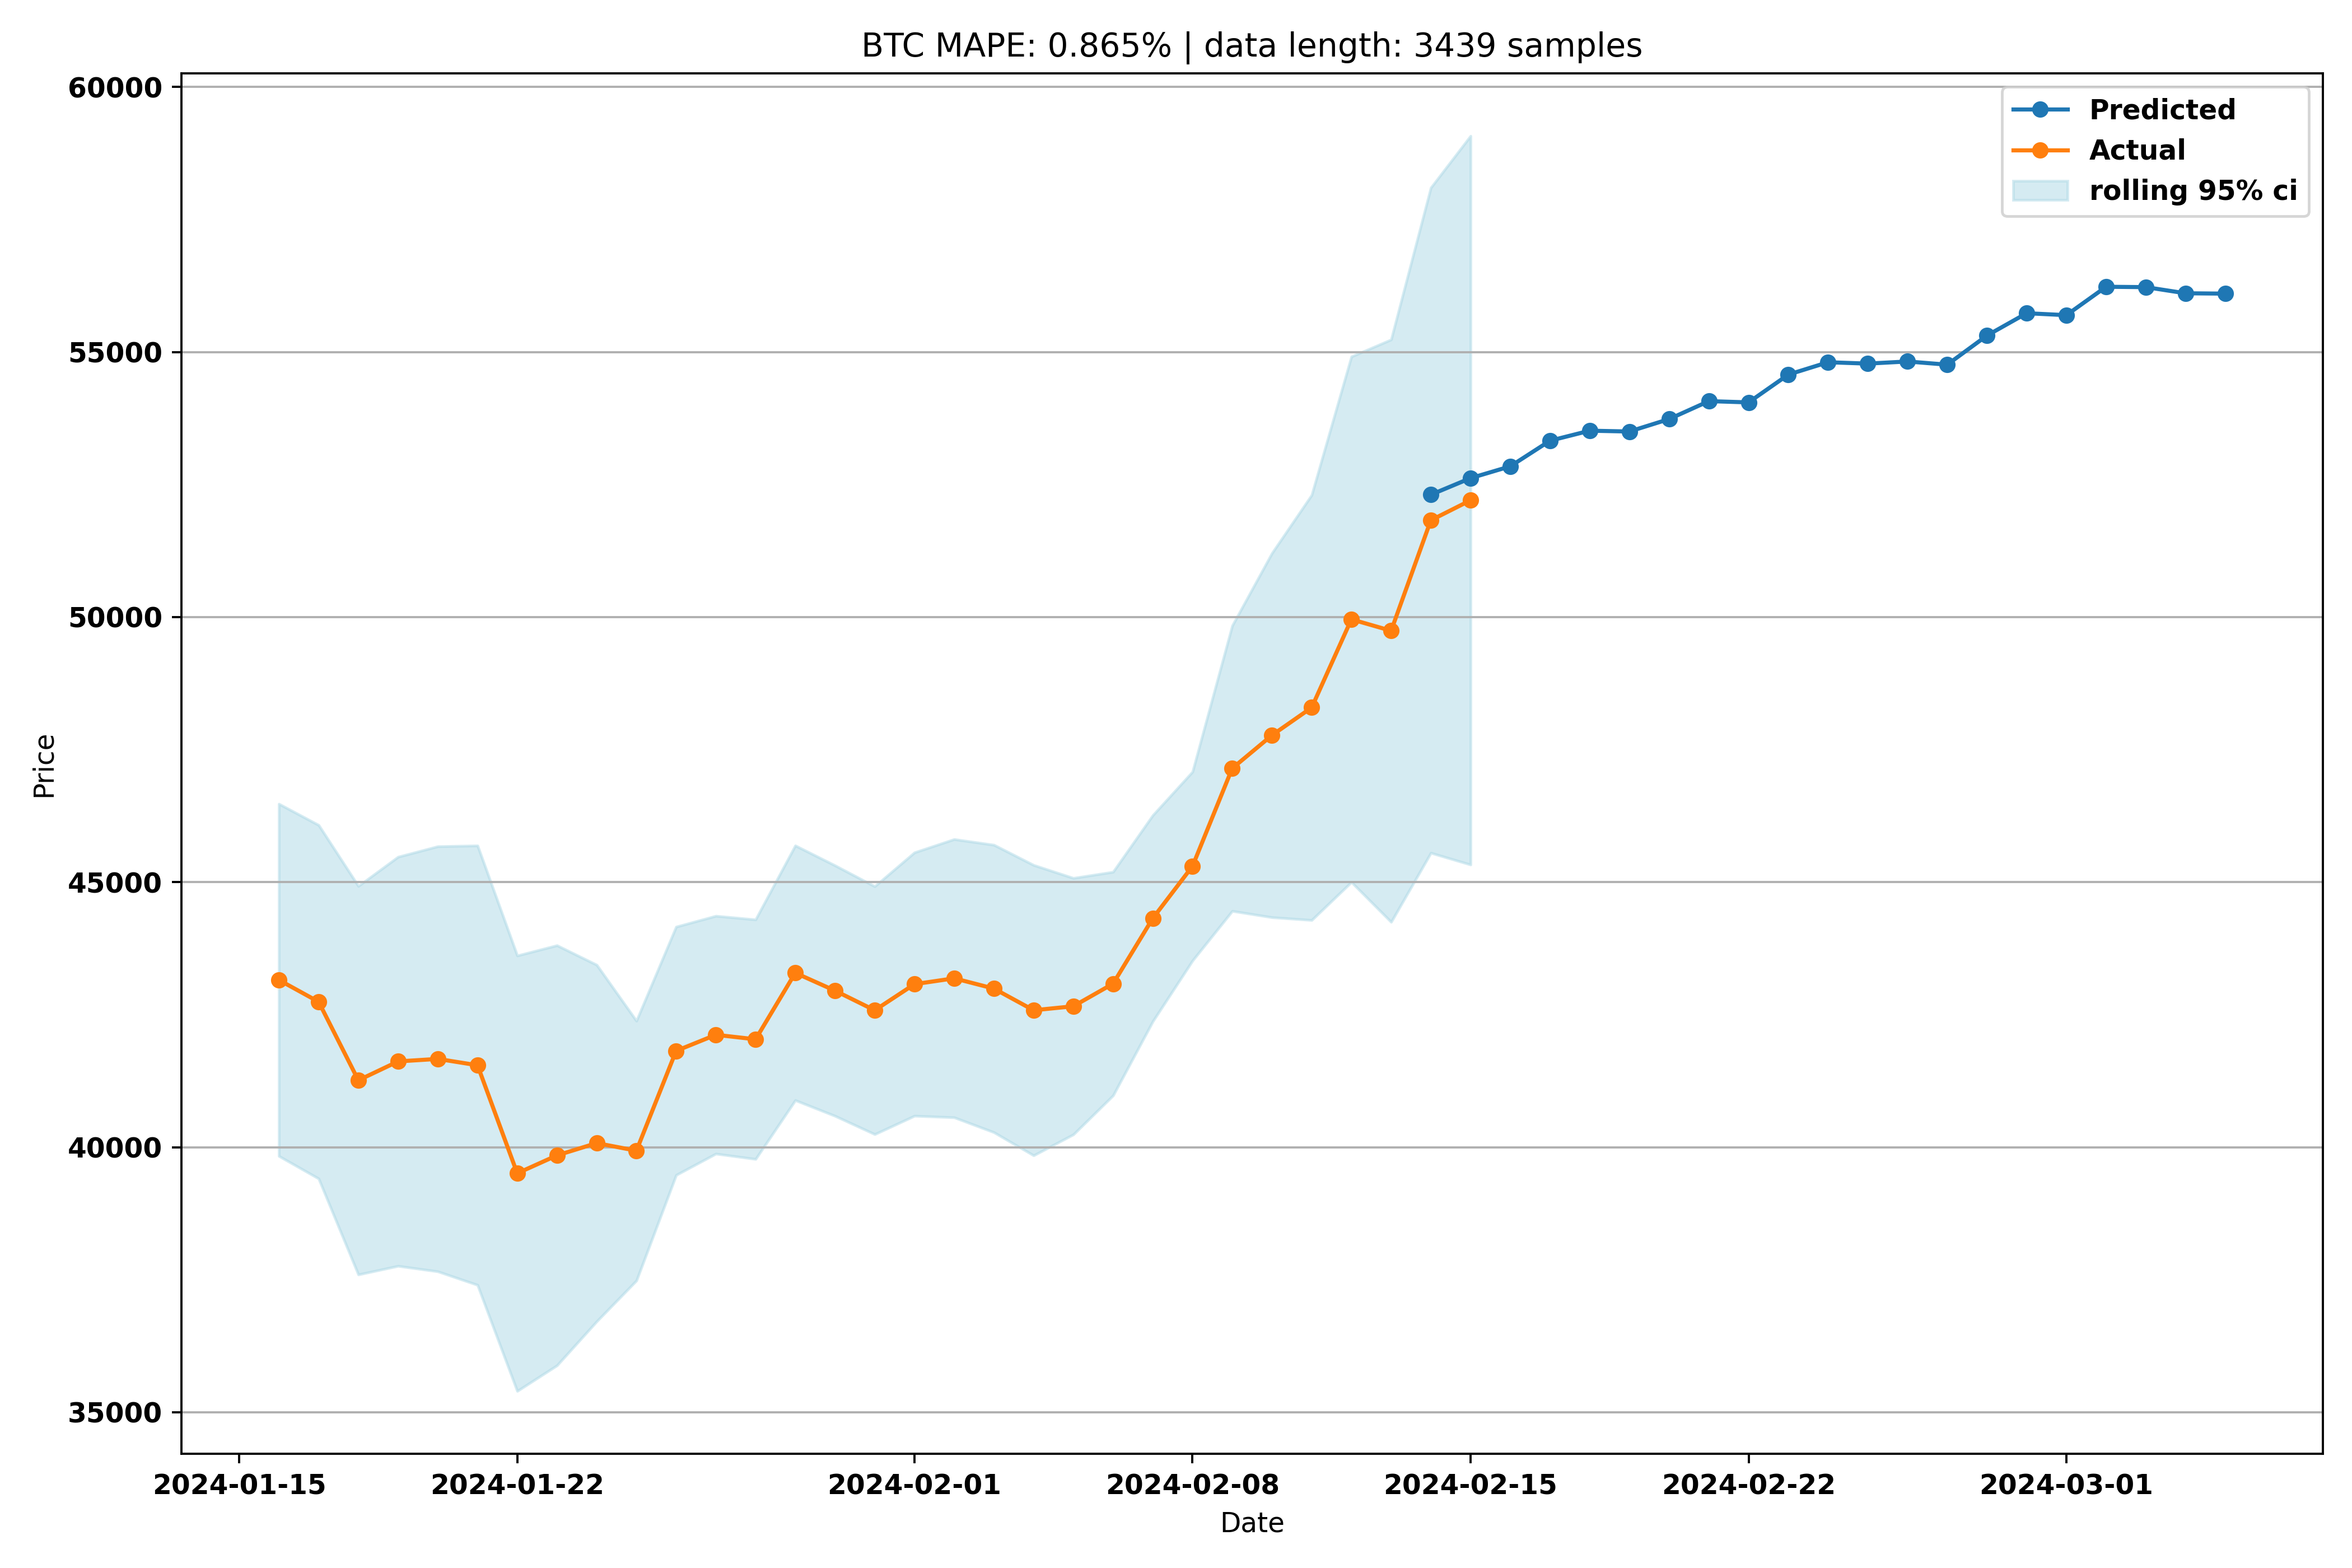 BTC MAPE: 0.865% | data length: 3439 samples
60000
55000
50000
45000
40000
35000
Price
Predicted
Actual
rolling 95% ci
2024-01-15
2024-01-22
2024-02-01
2024-02-08
2024-02-15
2024-02-22
2024-03-01
Date